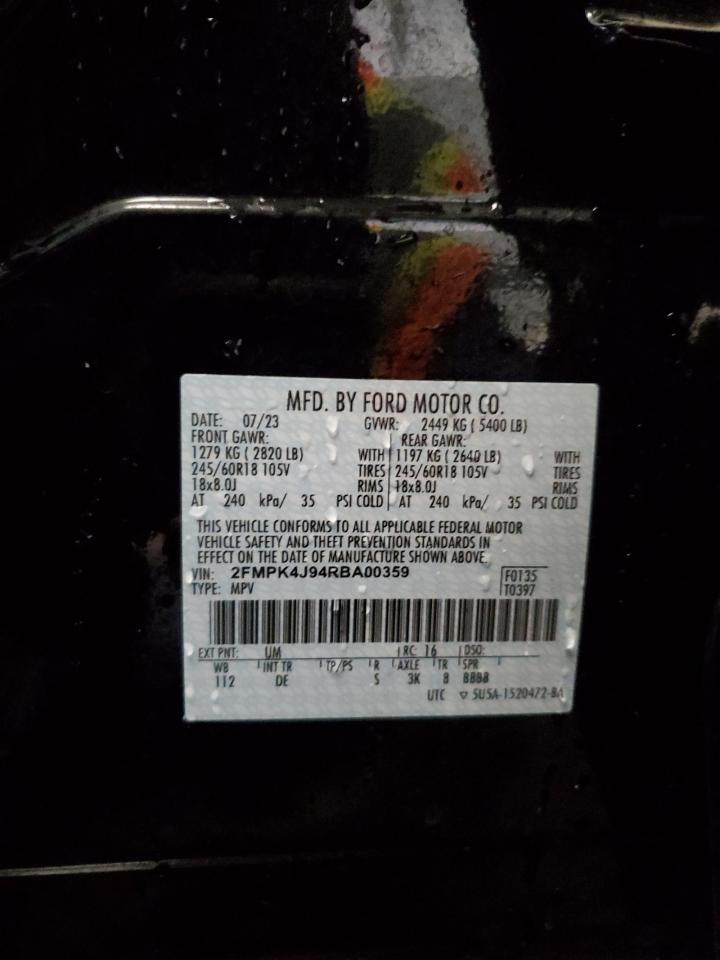 MFD. BY FORD MOTOR CO.
DATE: 07/23 GVWR: 2449 KG ( 5400 LB)
FRONT GAWR: REAR GAWR:
1279 KG ( 2820 LB) WITH 1197 KG ( 2640 LB) WITH
245/60R18 105V TIRES 245/60R18 105V TIRES
18x8.0J RIMS 18x8.0J RIMS
AT 240 kPa/ 35 PSI COLD AT 240 kPa/ 35 PSI COLD
THIS VEHICLE CONFORMS TO ALL APPLICABLE FEDERAL MOTOR
VEHICLE SAFETY AND THEFT PREVENTION STANDARDS IN
EFFECT ON THE DATE OF MANUFACTURE SHOWN ABOVE.
VIN: 2FMPK4J94RBA00359 F0135
TYPE: MPV T0397
EXT PNT: UM RC: 16 DSO:
WB INT TR TP/PS R AXLE TR SPR
112 DE S 3K 8 BBBB
UTC ▽ 5U5A-1520472-BA